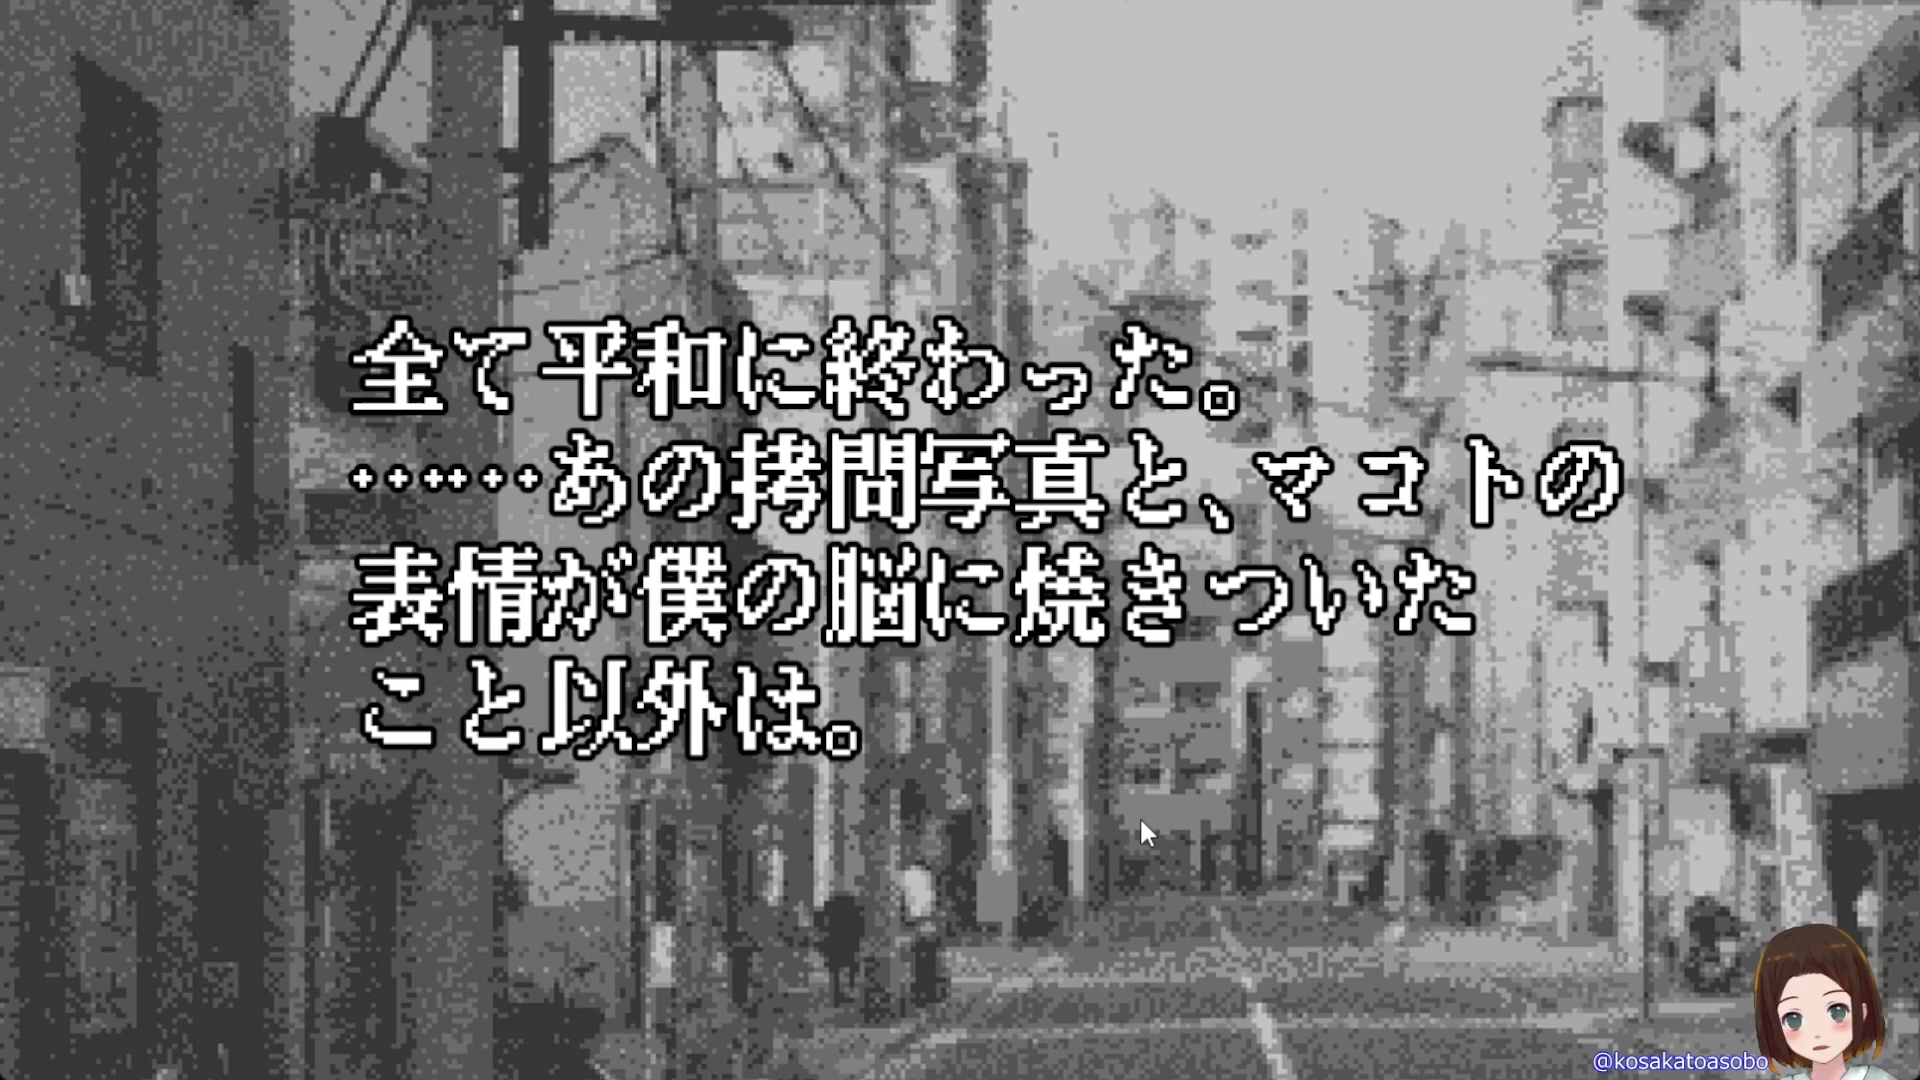 全て平和に終わった。
……あの拷問写真と、マコトの
表情が僕の脳に焼きついた
こと以外は。
@kosakatoasobo